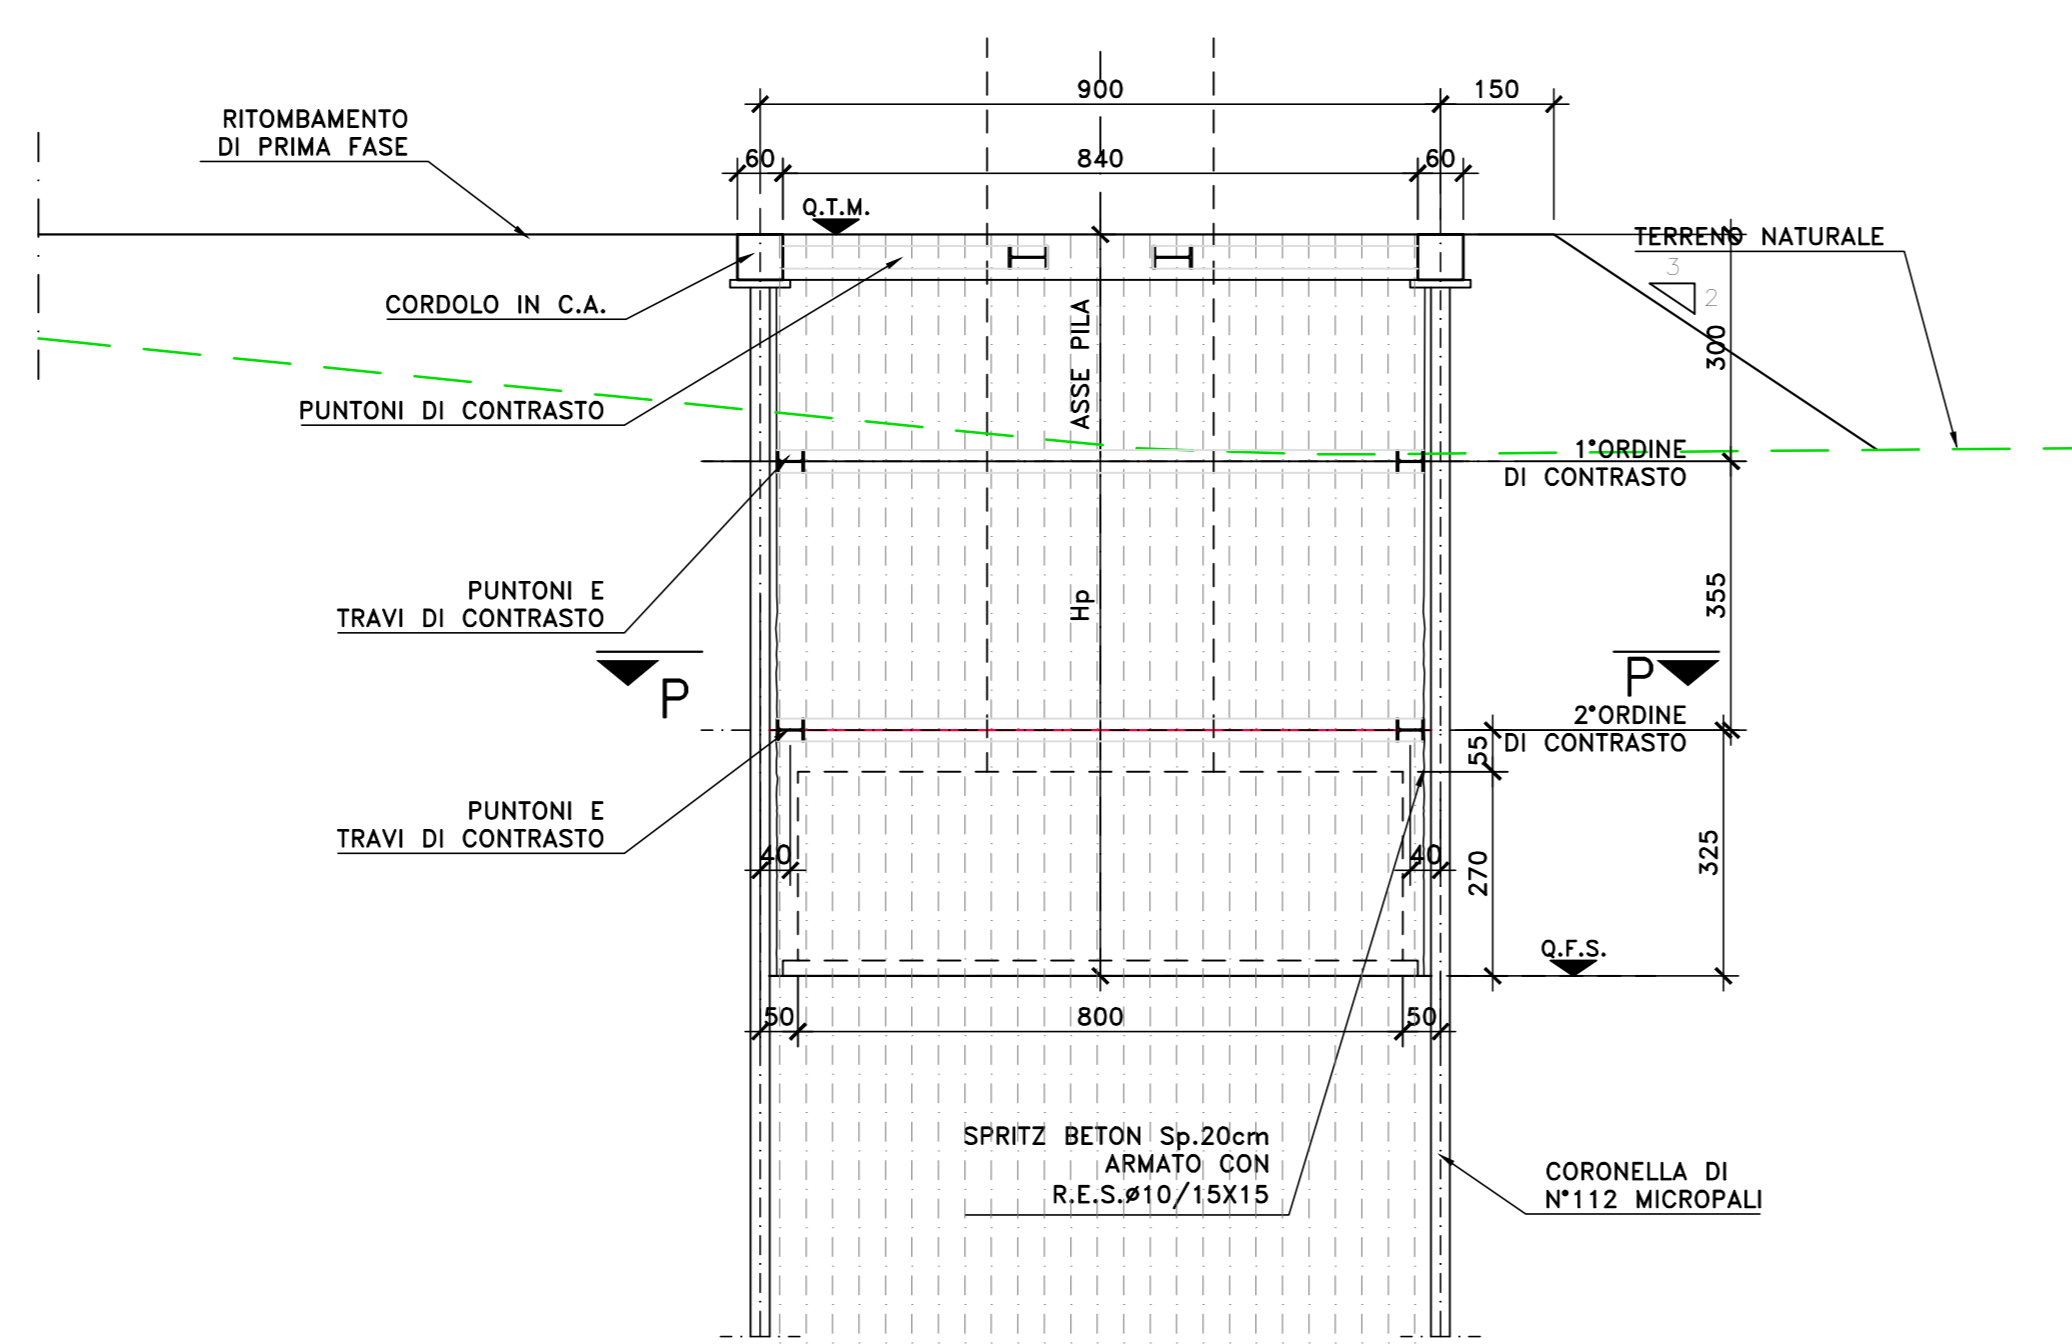 900
150
RITOMBAMENTO
DI PRIMA FASE
60
840
60
Q.T.M.
TERRENO NATURALE
3
2
CORDOLO IN C.A.
300
ASSE PILA
PUNTONI DI CONTRASTO
1°ORDINE
DI CONTRASTO
PUNTONI E
TRAVI DI CONTRASTO
Hp
355
P
P
2°ORDINE
DI CONTRASTO
55
PUNTONI E
TRAVI DI CONTRASTO
40
40
270
325
Q.F.S.
50
800
50
SPRITZ BETON Sp.20cm
ARMATO CON
R.E.S.ø10/15X15
CORONELLA DI
N°112 MICROPALI